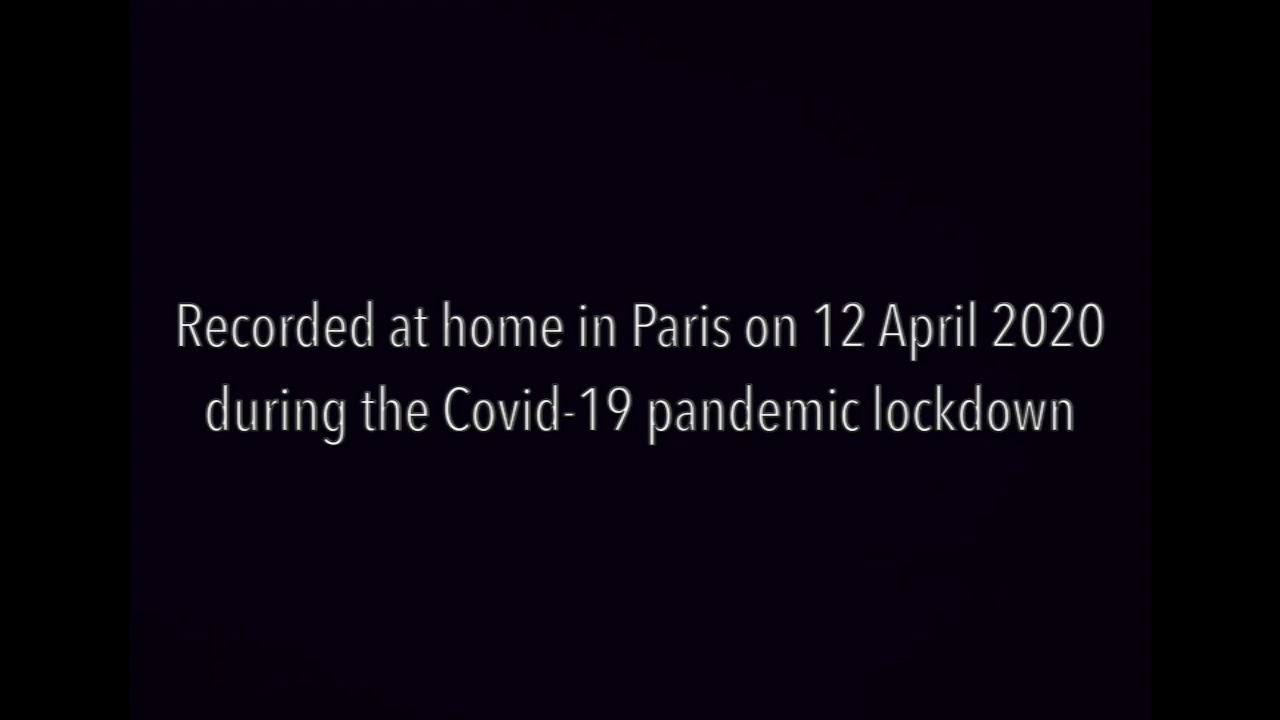 Recorded at home in Paris on 12 April 2020
during the Covid-19 pandemic lockdown